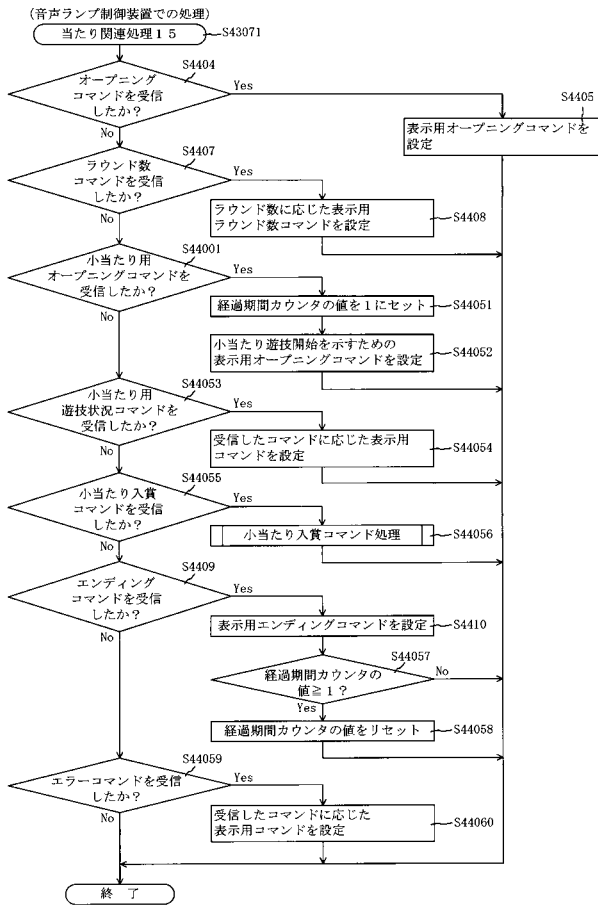 (音声ランプ制御装置での処理)
当たり関連処理15
S43071
S4404
オープニング
コマンドを受信
したか?
Yes
No
S4405
表示用オープニングコマンドを
設定
S4407
ラウンド数
コマンドを受信
したか?
Yes
No
ラウンド数に応じた表示用
ラウンド数コマンドを設定
S4408
S44001
小当たり用
オープニングコマンドを
受信したか?
Yes
No
経過期間カウンタの値を1にセット
S44051
小当たり遊技開始を示すための
表示用オープニングコマンドを設定
S44052
S44053
小当たり用
遊技状況コマンドを
受信したか?
Yes
No
受信したコマンドに応じた表示用
コマンドを設定
S44054
S44055
小当たり入賞
コマンドを受信
したか?
Yes
No
小当たり入賞コマンド処理
S44056
S4409
エンディング
コマンドを受信
したか?
Yes
No
表示用エンディングコマンドを設定
S4410
S44057
経過期間カウンタの
値≧1?
No
Yes
経過期間カウンタの値をリセット
S44058
S44059
エラーコマンドを受信
したか?
Yes
No
受信したコマンドに応じた
表示用コマンドを設定
S44060
終 了